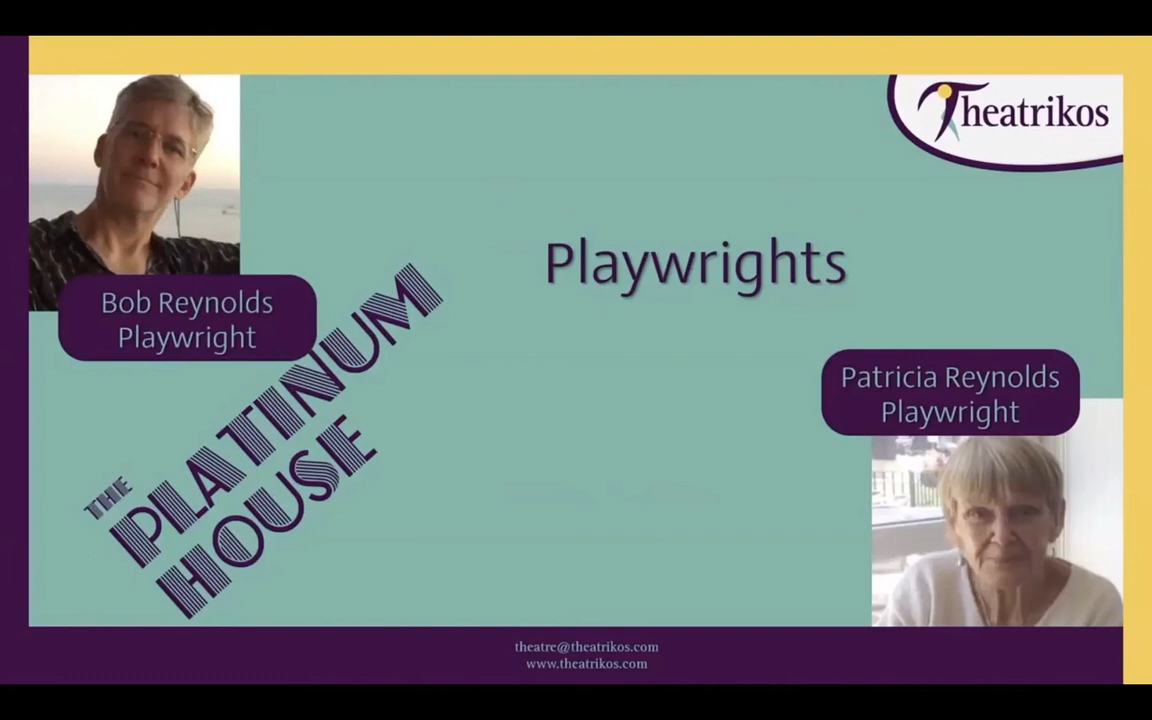 Theatrikos
Playwrights
Bob Reynolds
Playwright
THE
PLATINUM
HOUSE
Patricia Reynolds
Playwright
theatre@theatrikos.com
www.theatrikos.com